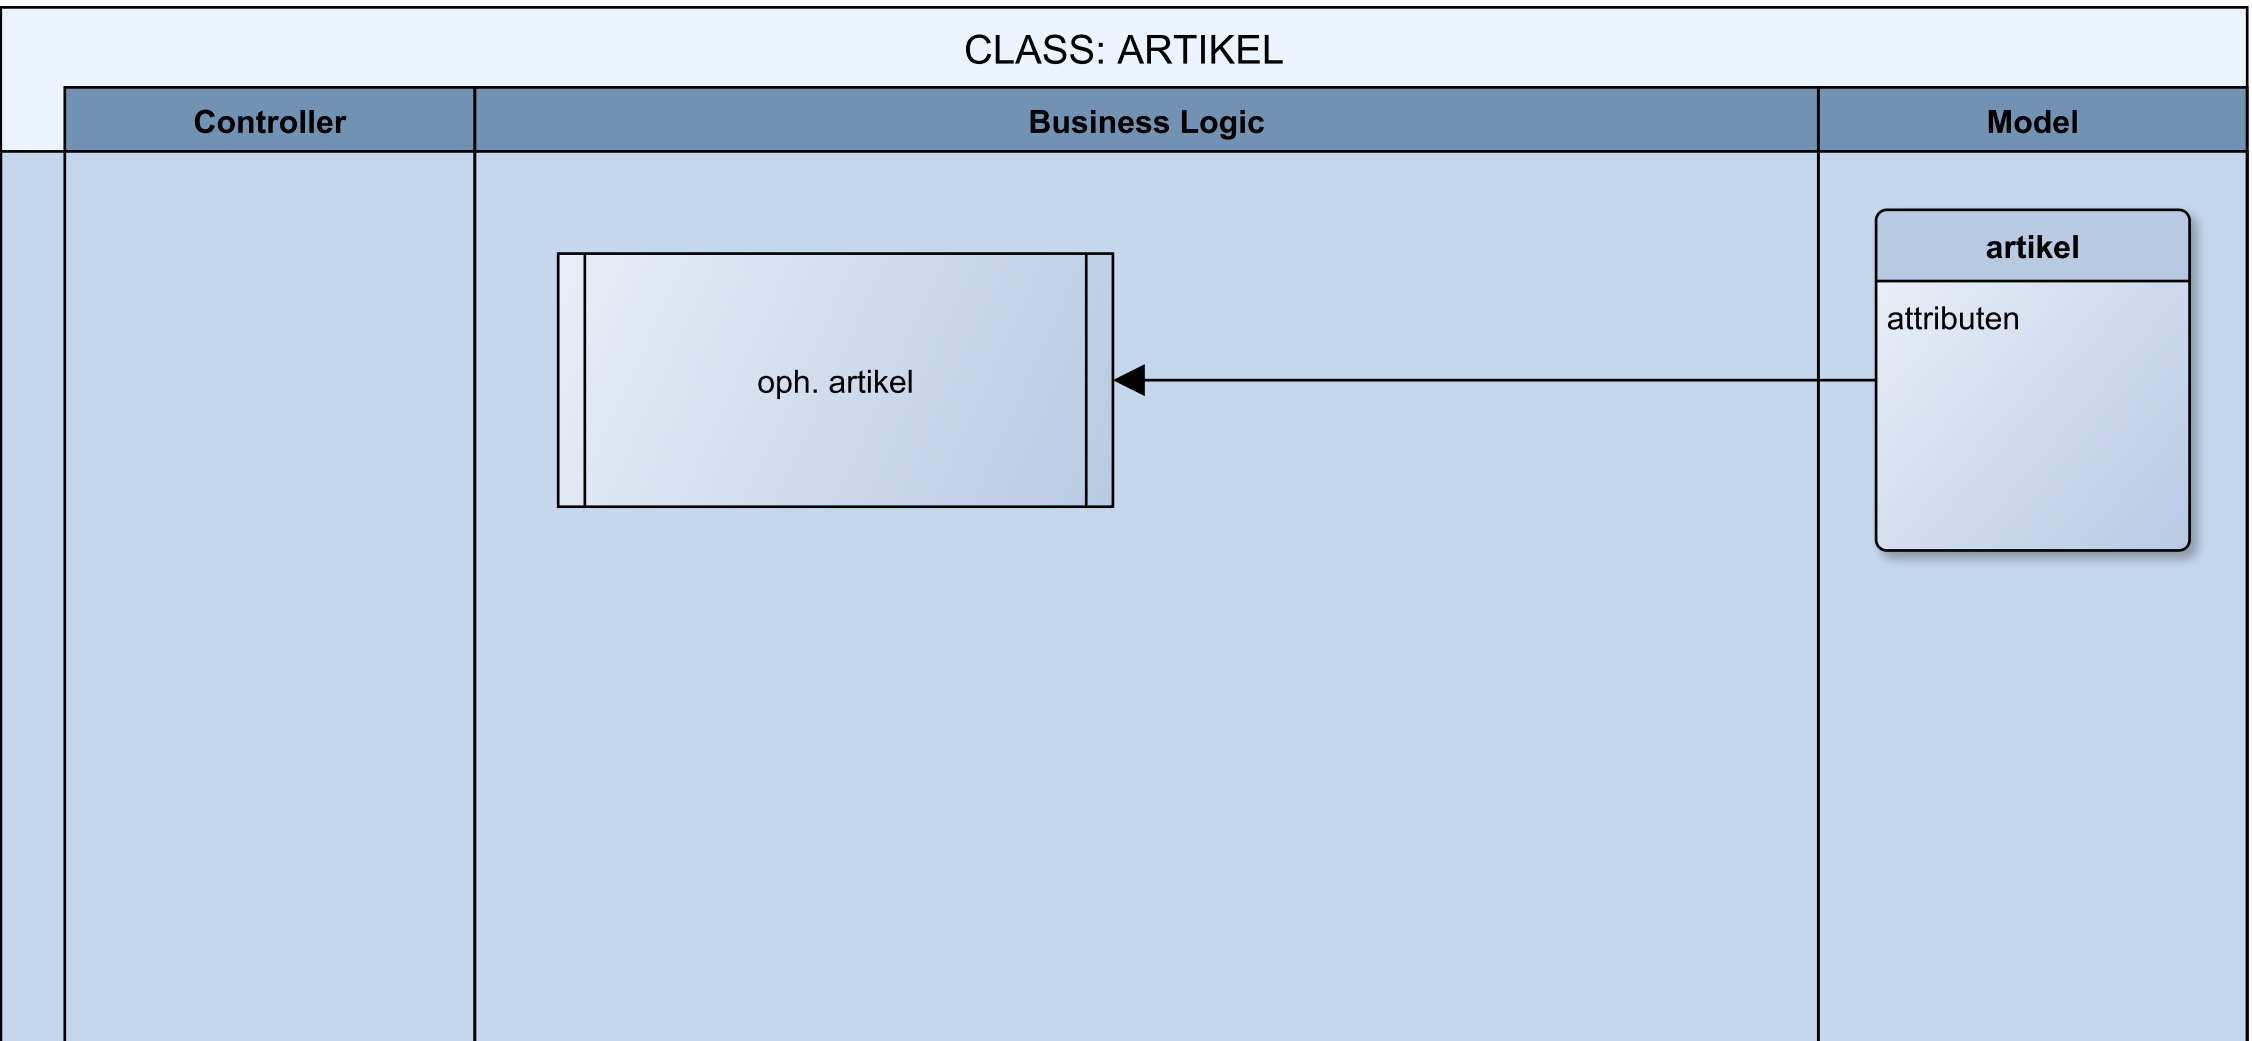 CLASS: ARTIKEL
Controller
Business Logic
Model
artikel
attributen
oph. artikel